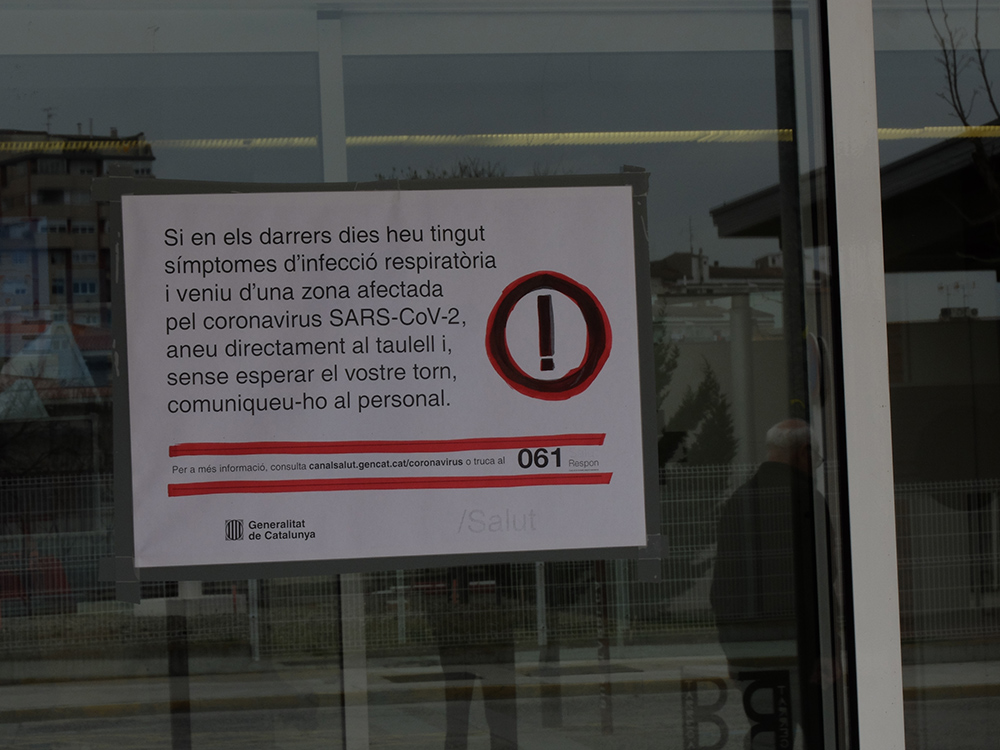 Si en els darrers dies heu tingut
símptomes d'infecció respiratòria
i veniu d'una zona afectada
pel coronavirus SARS-CoV-2,
aneu directament al taulell i,
sense esperar el vostre torn,
comuniqueu-ho al personal.
!
Per a més informació, consulta canalsalut.gencat.cat/coronavirus o truca al 061 Respon
Generalitat
de Catalunya
/Salut